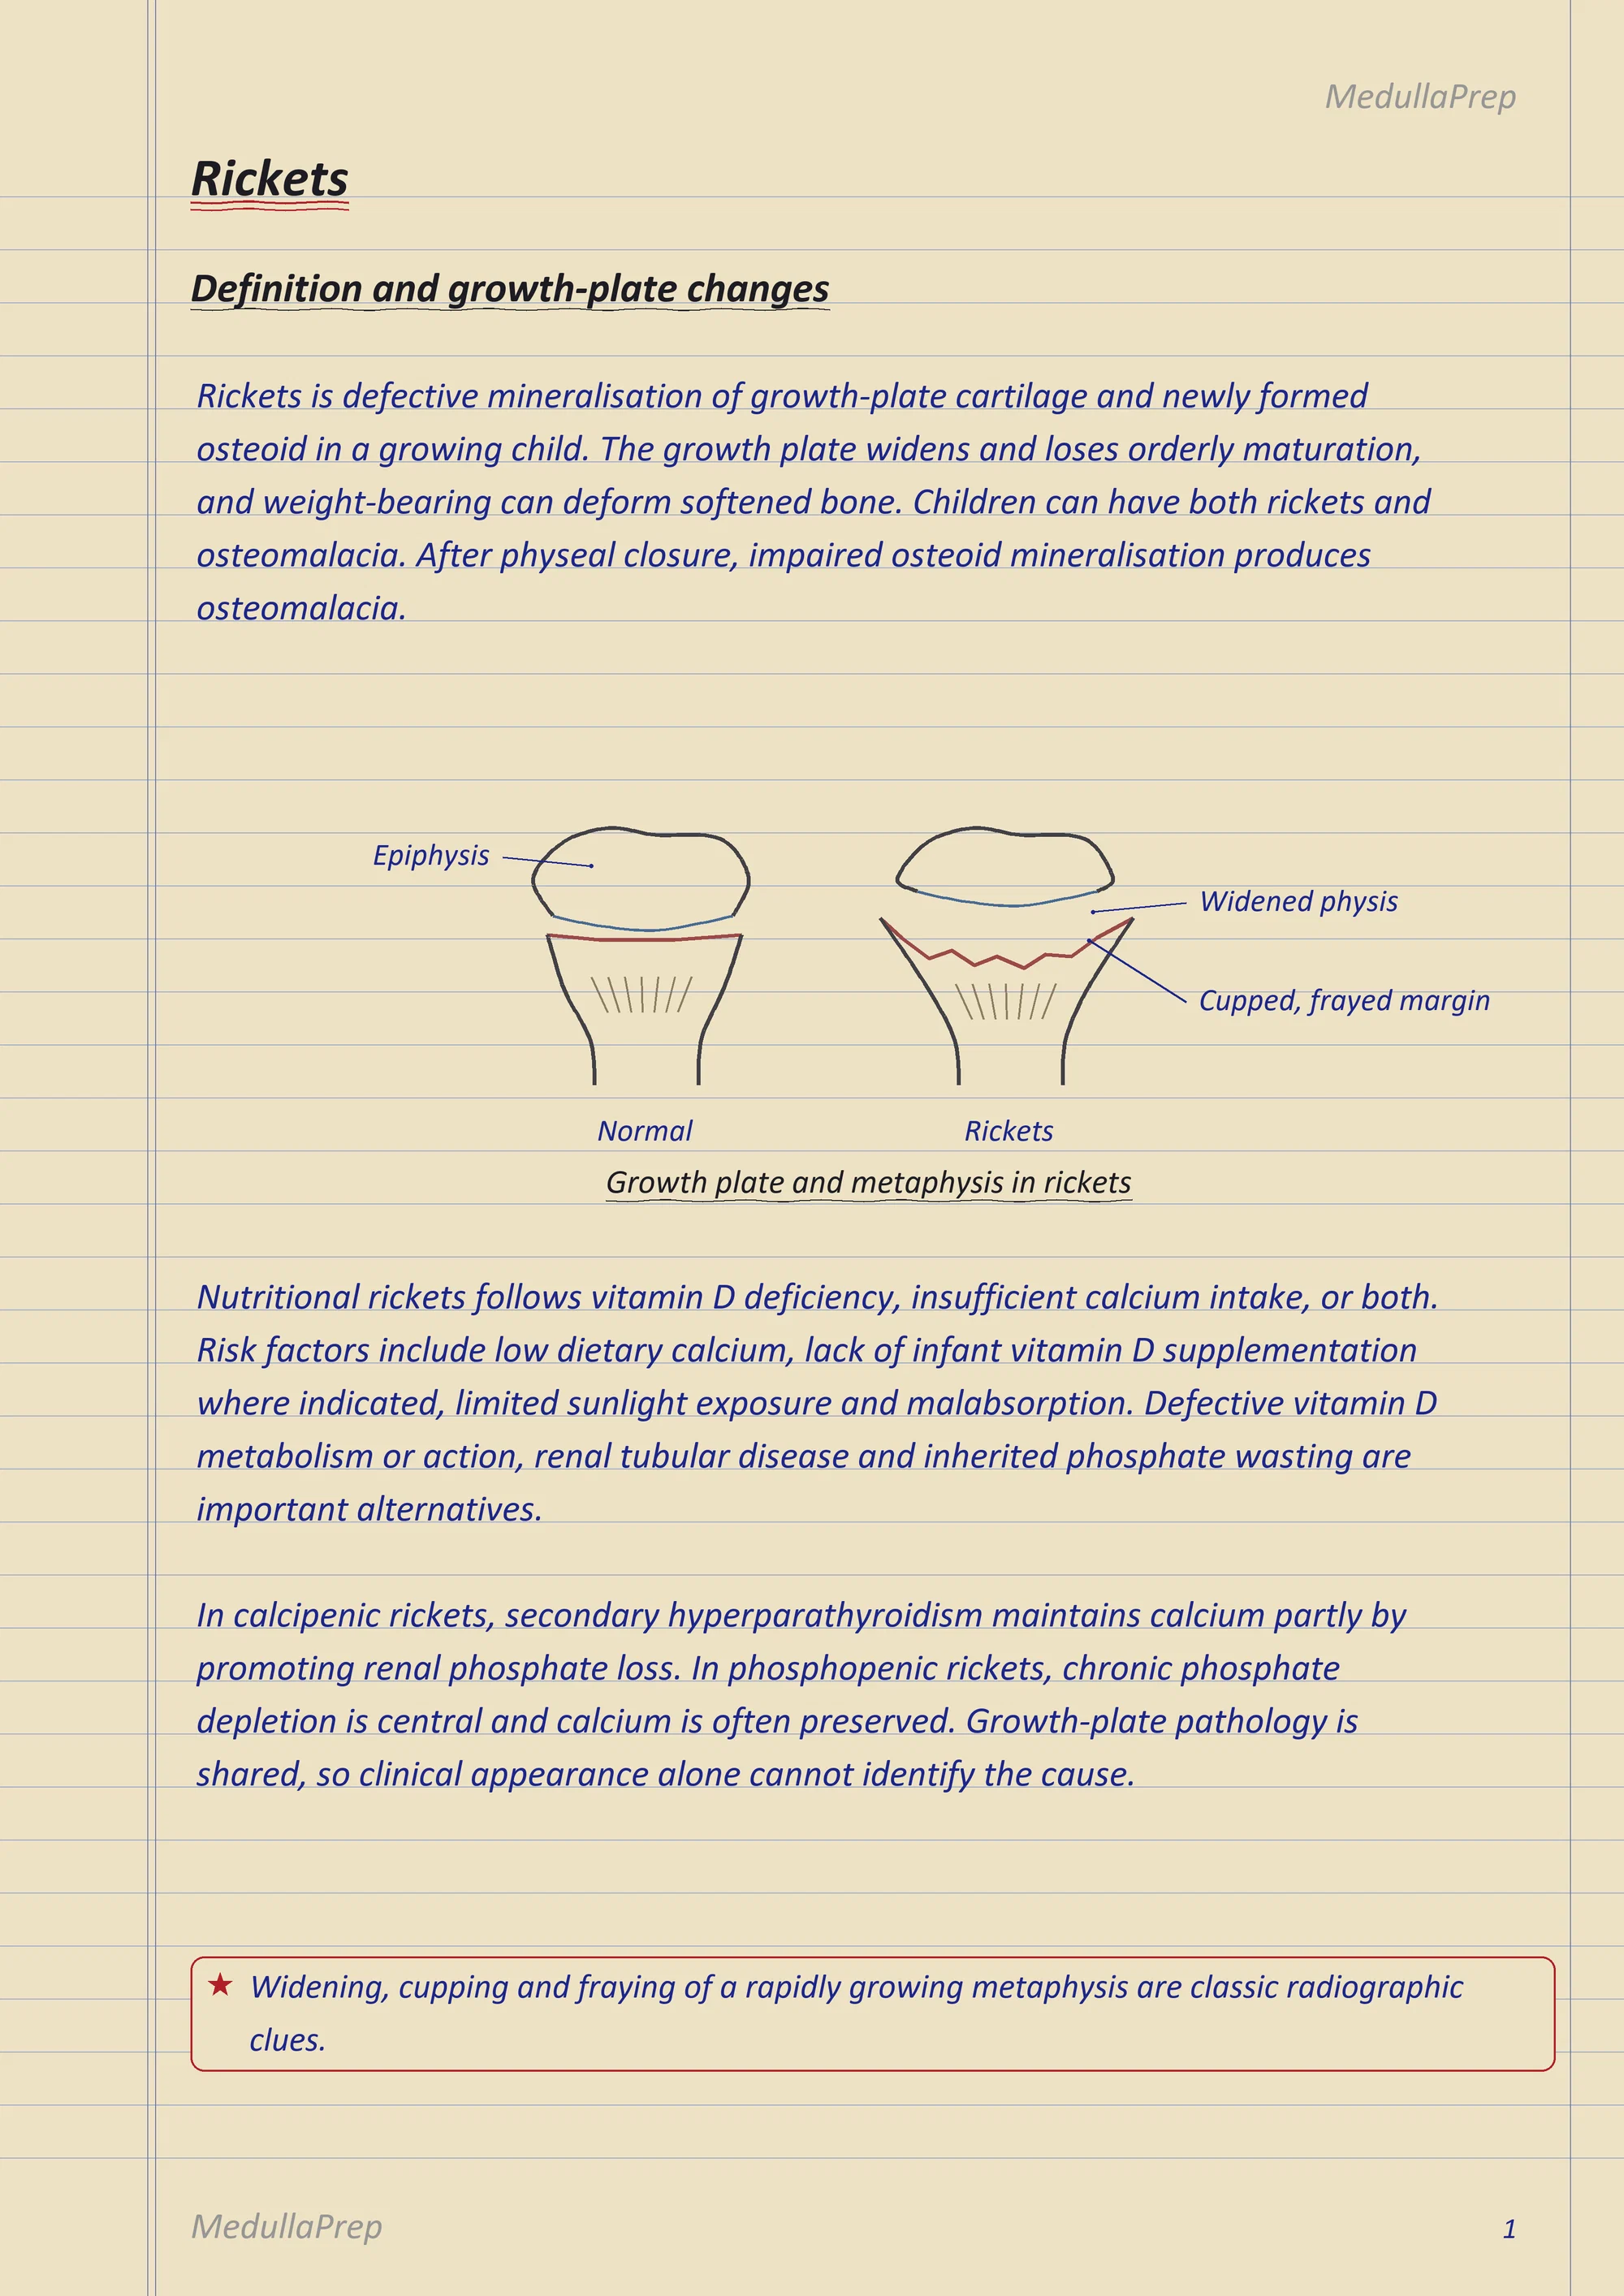 MedullaPrep
Rickets
Definition and growth-plate changes
Rickets is defective mineralisation of growth-plate cartilage and newly formed
osteoid in a growing child. The growth plate widens and loses orderly maturation,
and weight-bearing can deform softened bone. Children can have both rickets and
osteomalacia. After physeal closure, impaired osteoid mineralisation produces
osteomalacia.
Epiphysis
Widened physis
Cupped, frayed margin
Normal
Rickets
Growth plate and metaphysis in rickets
Nutritional rickets follows vitamin D deficiency, insufficient calcium intake, or both.
Risk factors include low dietary calcium, lack of infant vitamin D supplementation
where indicated, limited sunlight exposure and malabsorption. Defective vitamin D
metabolism or action, renal tubular disease and inherited phosphate wasting are
important alternatives.
In calcipenic rickets, secondary hyperparathyroidism maintains calcium partly by
promoting renal phosphate loss. In phosphopenic rickets, chronic phosphate
depletion is central and calcium is often preserved. Growth-plate pathology is
shared, so clinical appearance alone cannot identify the cause.
★ Widening, cupping and fraying of a rapidly growing metaphysis are classic radiographic
clues.
MedullaPrep
1